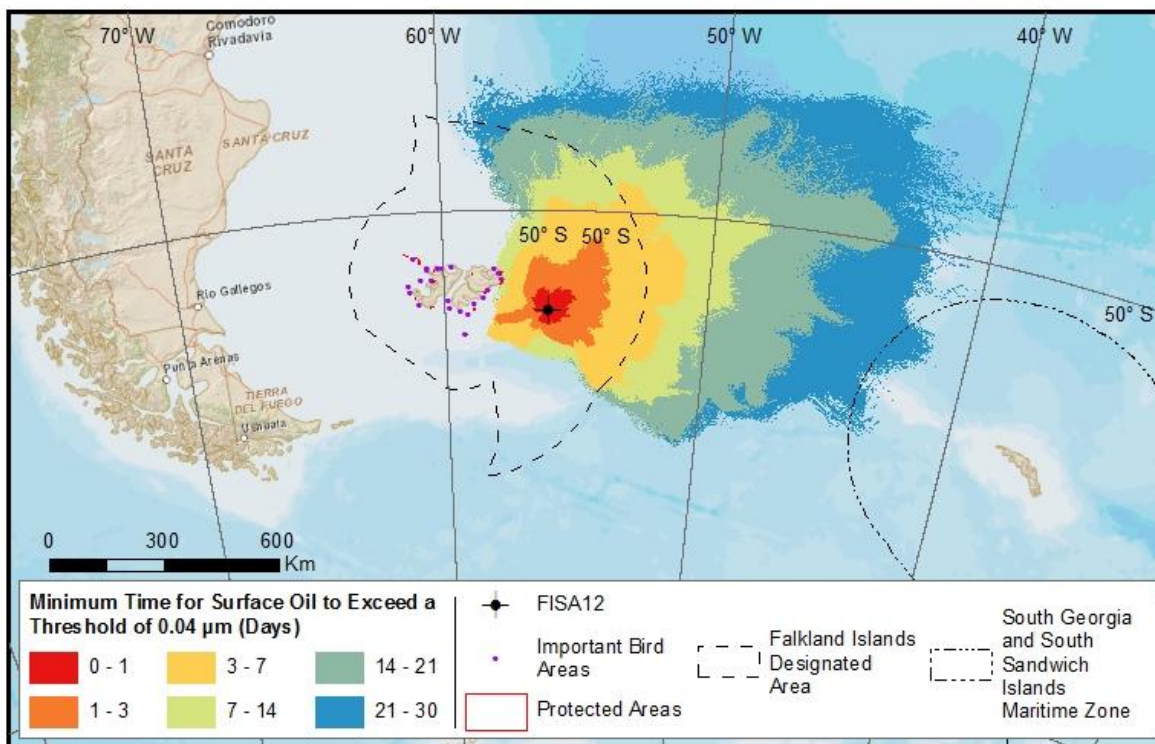 70° W
60° W
50° W
40° W
Comodoro
Rivadavia
SANTA CRUZ
SANTA
CRUZ
50° S
50° S
Río Gallegos
50° S
Punta Arenas
TIERRA
DEL FUEGO
Ushuaia
0
300
600
Km
Minimum Time for Surface Oil to Exceed a
Threshold of 0.04 µm (Days)
0 - 1
3 - 7
14 - 21
1 - 3
7 - 14
21 - 30
FISA12
Important Bird
Areas
Protected Areas
Falkland Islands
Designated
Area
South Georgia
and South
Sandwich
Islands
Maritime Zone